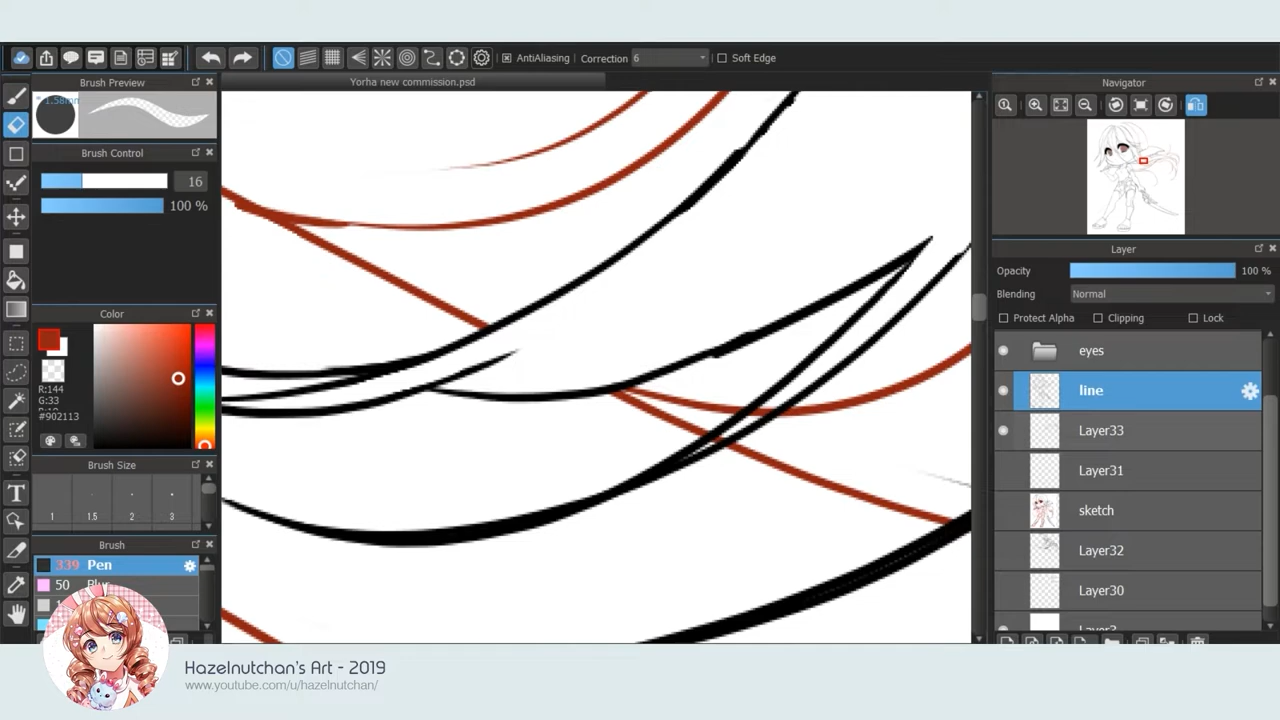 AntiAliasing
Correction
6
Soft Edge
Brush Preview
Yorha new commission.psd
Navigator
Brush Control
16
100 %
Layer
Opacity
100 %
Blending
Normal
Protect Alpha
Clipping
Lock
Color
R:144
G:33
#902113
eyes
line
Layer33
Layer31
sketch
Layer32
Layer30
Brush Size
1
1.5
2
3
Brush
339 Pen
50
Hazelnutchan's Art - 2019
www.youtube.com/u/hazelnutchan/